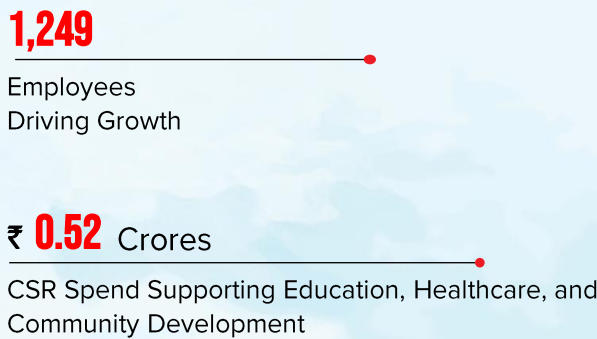 1,249
Employees
Driving Growth
₹ 0.52 Crores
CSR Spend Supporting Education, Healthcare, and
Community Development